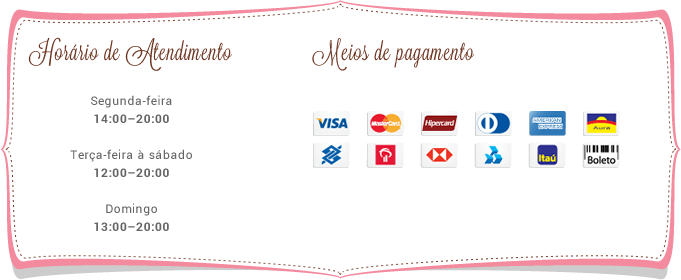 Horário de Atendimento
Segunda-feira
14:00–20:00
Terça-feira à sábado
12:00–20:00
Domingo
13:00–20:00
Meios de pagamento
VISA MasterCard Hipercard AMERICAN EXPRESS Aura
Itaú Boleto